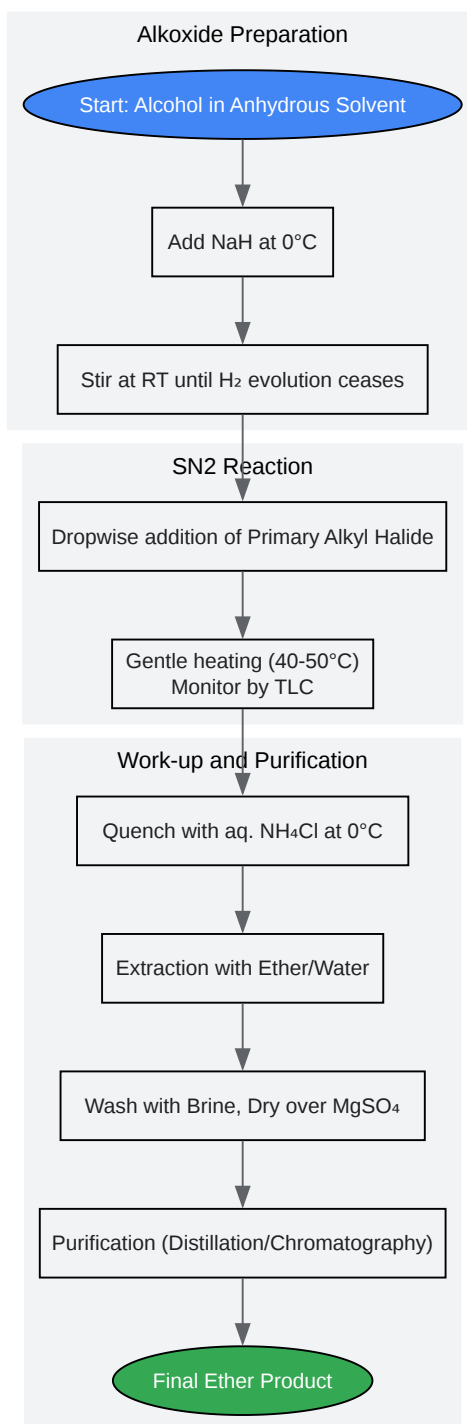 Alkoxide Preparation
Start: Alcohol in Anhydrous Solvent
Add NaH at 0°C
Stir at RT until H₂ evolution ceases
SN2 Reaction
Dropwise addition of Primary Alkyl Halide
Gentle heating (40-50°C)
Monitor by TLC
Work-up and Purification
Quench with aq. NH₄Cl at 0°C
Extraction with Ether/Water
Wash with Brine, Dry over MgSO₄
Purification (Distillation/Chromatography)
Final Ether Product